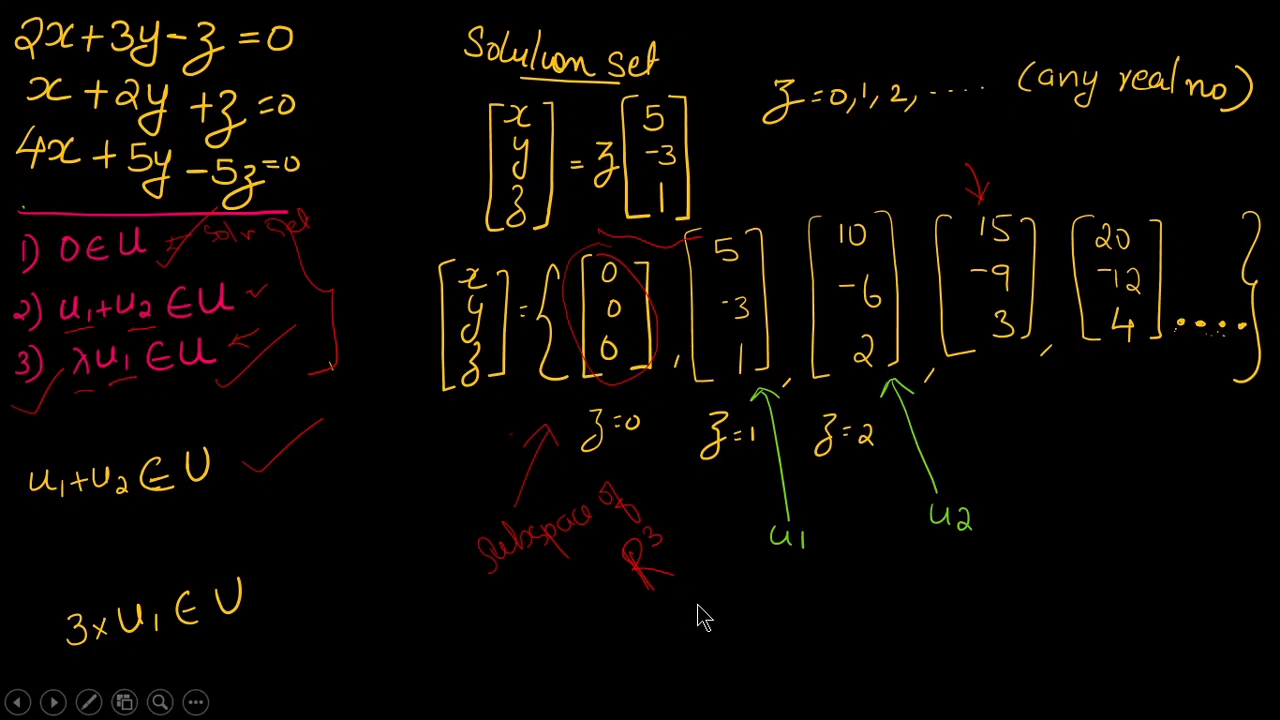 2x+3y-z=0
x+2y+z=0
4x+5y-5z=0
1) 0∈U ← Soln set
2) u₁+u₂∈U
3) λu₁∈U
u₁+u₂∈U
3×u₁∈U
Solution set
[x y z] = z[5 -3 1]
z=0,1,2,.... (any real no)
[x y z] = {[0 0 0], [5 -3 1], [10 -6 2], [15 -9 3], [20 -12 4] ....}
z=0 z=1 z=2
u₁ u₂
Subspace of
R³